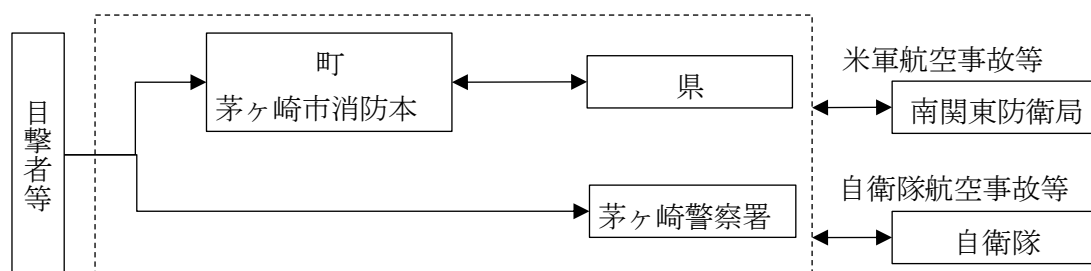 目撃者等
町
茅ヶ崎市消防本
県
茅ヶ崎警察署
米軍航空事故等
南関東防衛局
自衛隊航空事故等
自衛隊